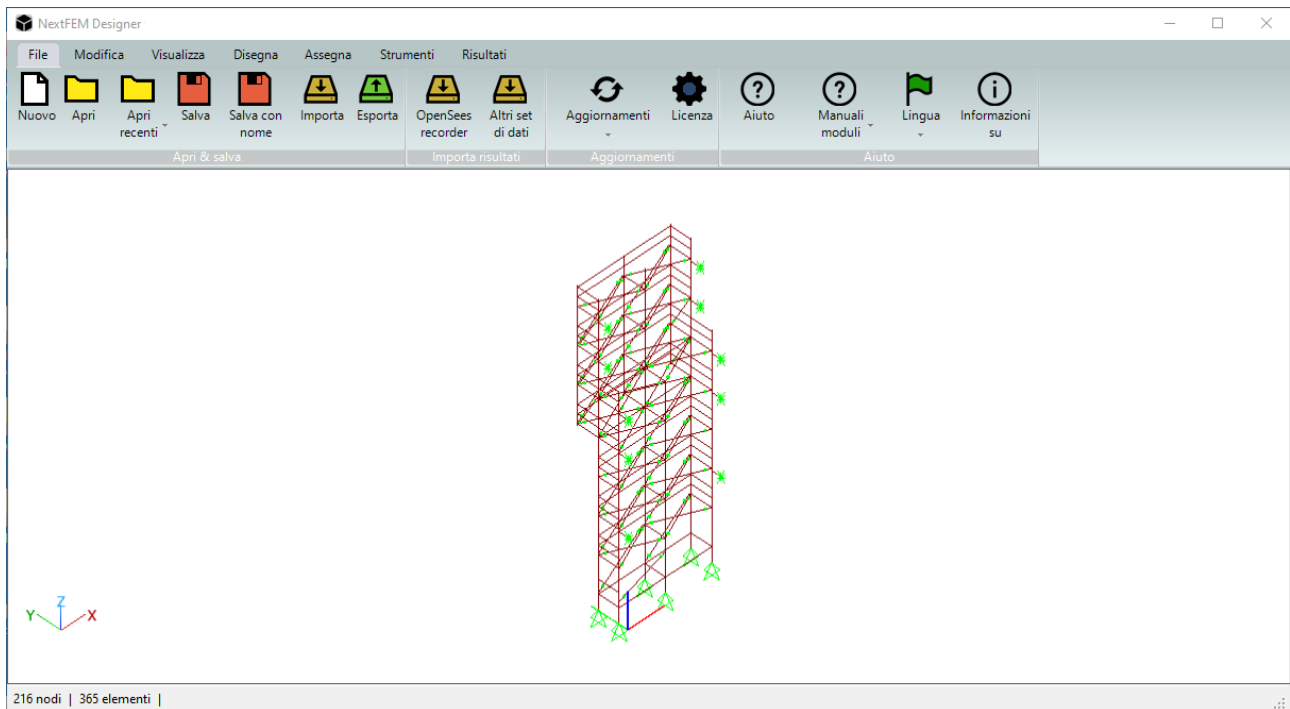 NextFEM Designer
File Modifica Visualizza Disegna Assegna Strumenti Risultati
Nuovo Apri Apri recenti Salva Salva con nome Importa Esporta OpenSees recorder Altri set di dati Aggiornamenti Licenza Aiuto Manuali moduli Lingua Informazioni su
Apri & salva Importa risultati Aggiornamenti Aiuto
Z
Y X
216 nodi | 365 elementi |